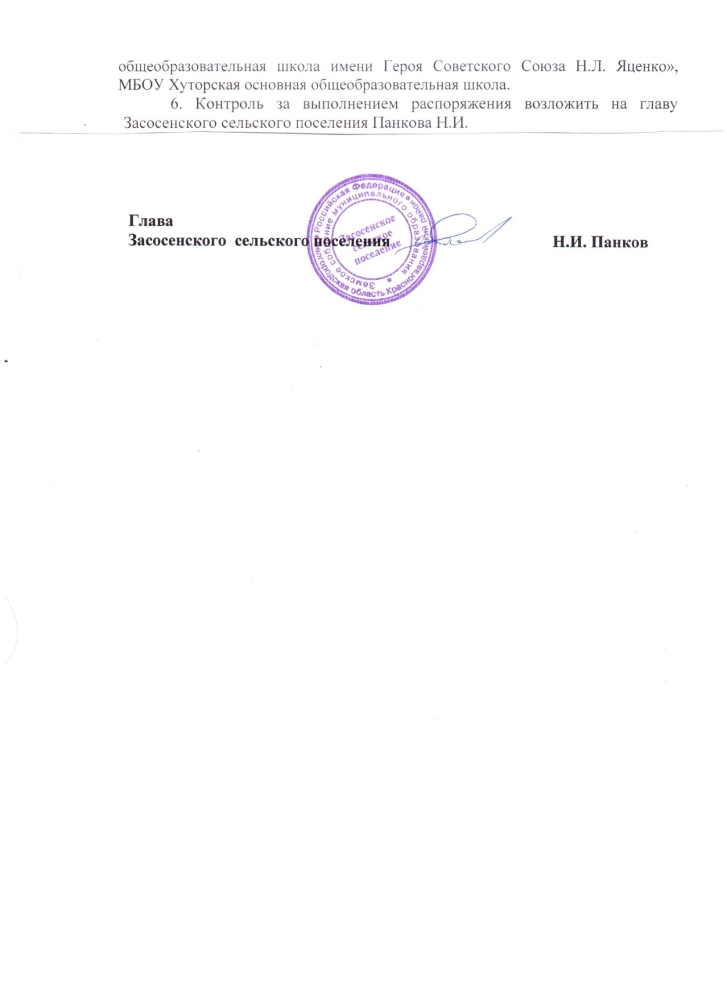 общеобразовательная школа имени Героя Советского Союза Н.Л. Яценко»,
МБОУ Хуторская основная общеобразовательная школа.
6. Контроль за выполнением распоряжения возложить на главу
Засосенского сельского поселения Панкова Н.И.
Глава
Засосенского сельского поселения
Н.И. Панков
* Российская Федерация * Белгородская область Красногвардейский район
Земское собрание муниципального образования *
Засосенское
сельское
поселение